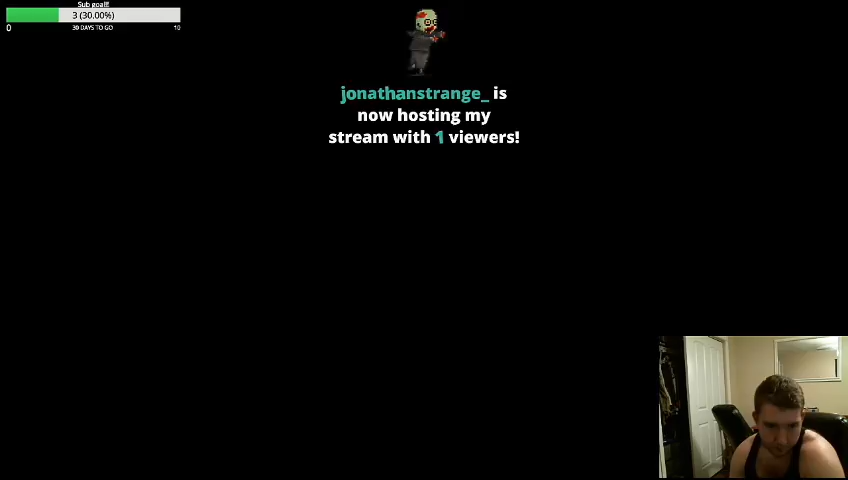 Sub goal!!
3 (30.00%)
0
30 DAYS TO GO
10
jonathanstrange_ is
now hosting my
stream with 1 viewers!